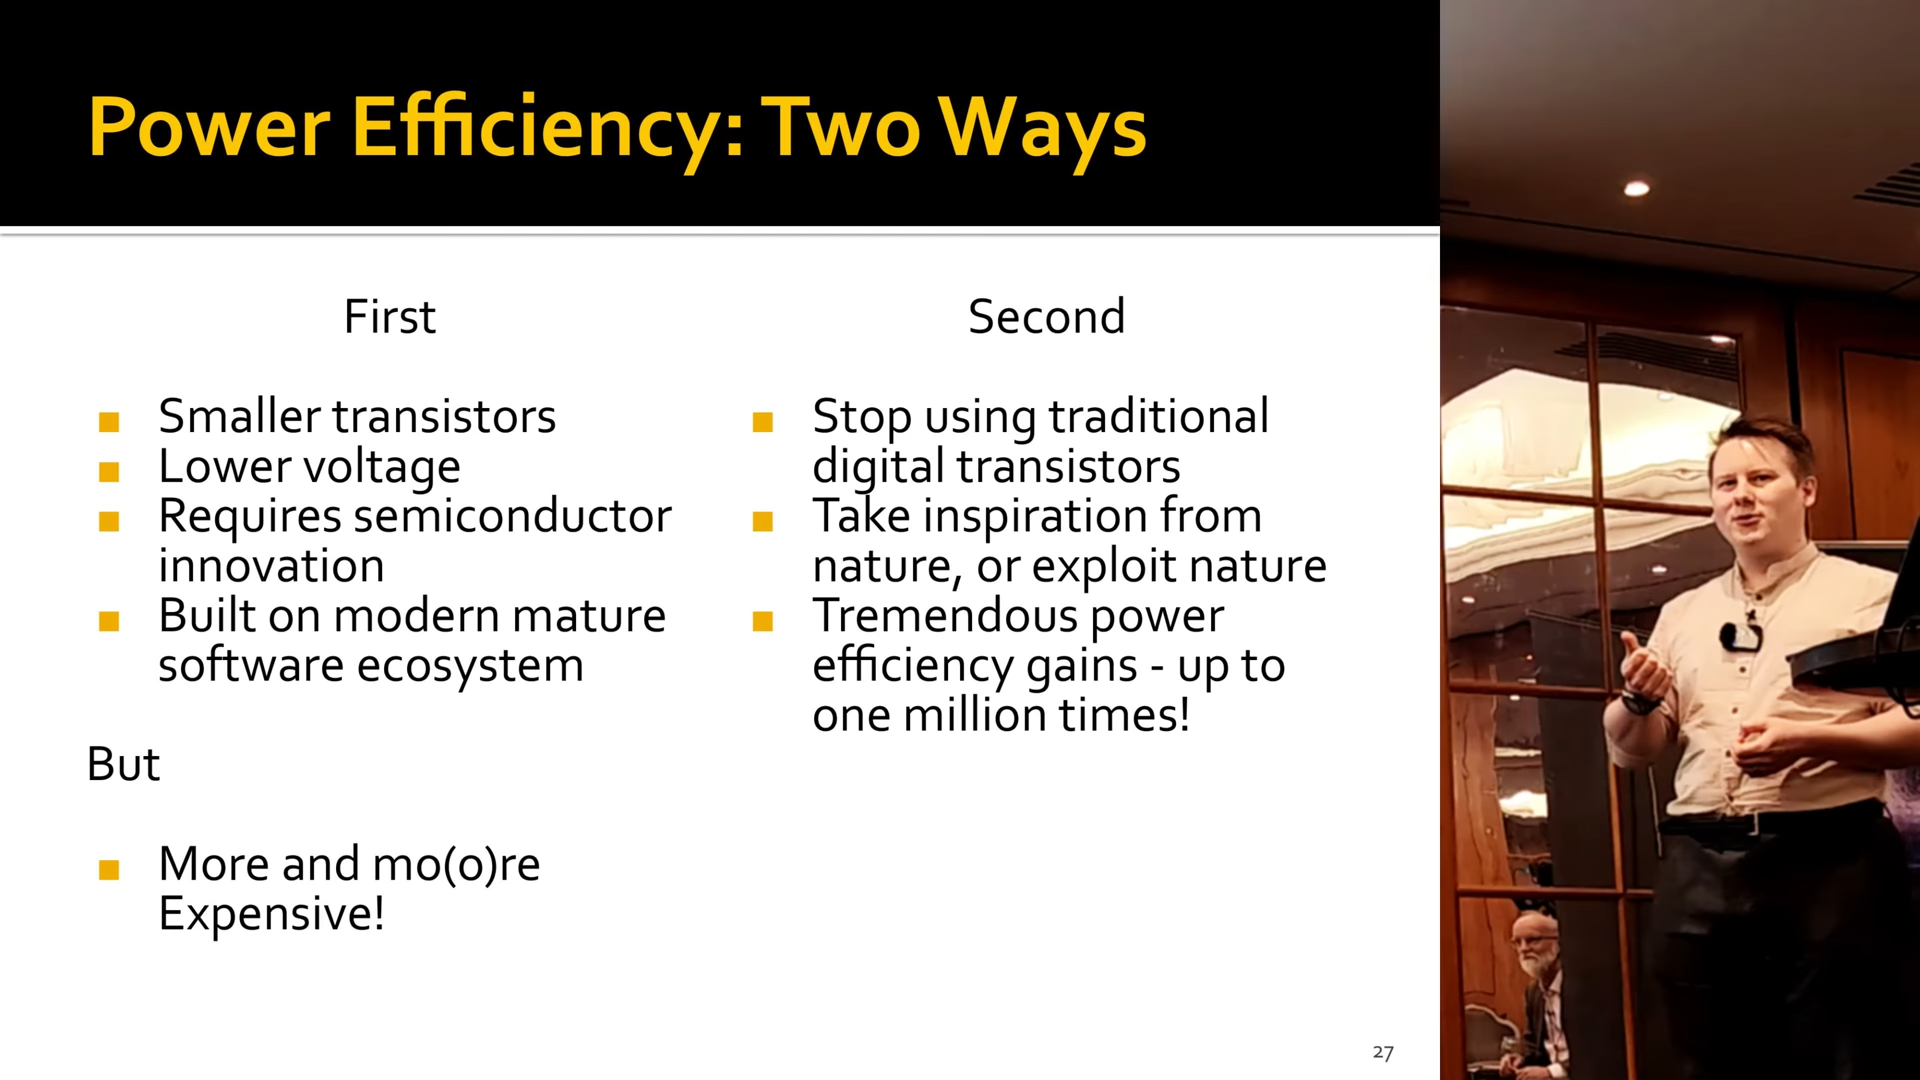 Power Efficiency: Two Ways
First
Smaller transistors
Lower voltage
Requires semiconductor
innovation
Built on modern mature
software ecosystem
But
More and mo(o)re
Expensive!
Second
Stop using traditional
digital transistors
Take inspiration from
nature, or exploit nature
Tremendous power
efficiency gains - up to
one million times!
27